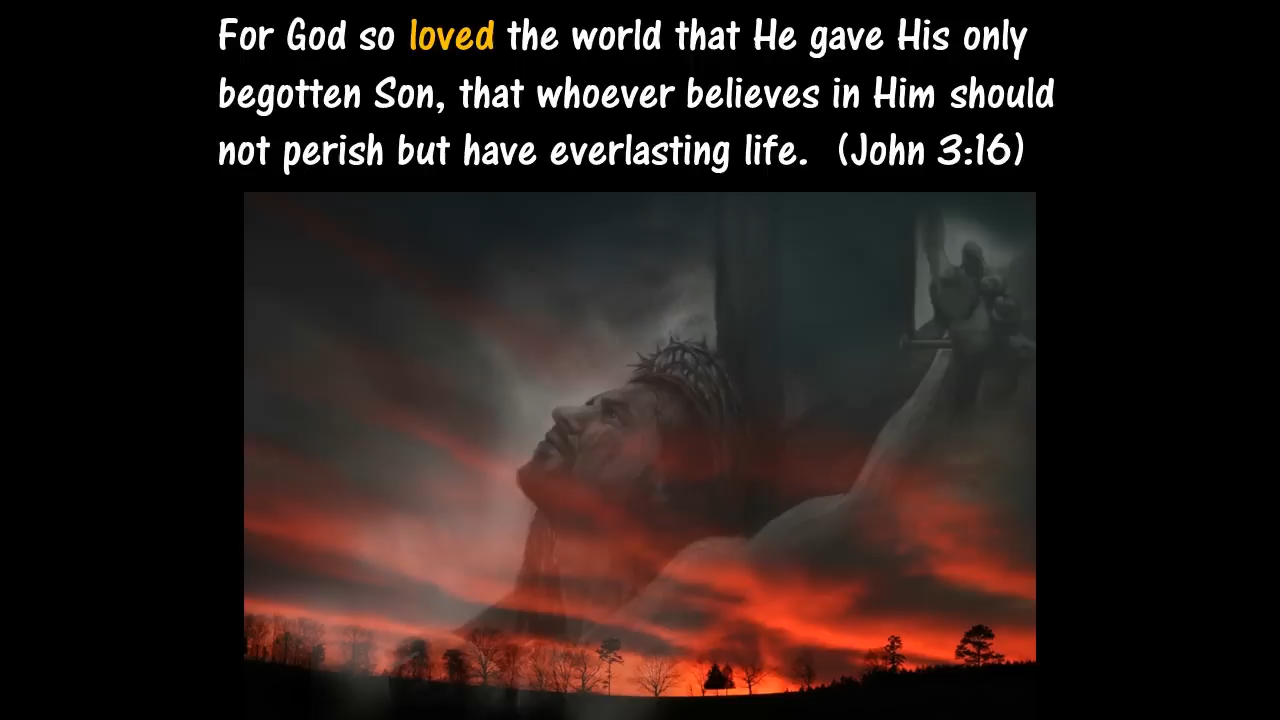 For God so loved the world that He gave His only
begotten Son, that whoever believes in Him should
not perish but have everlasting life.  (John 3:16)